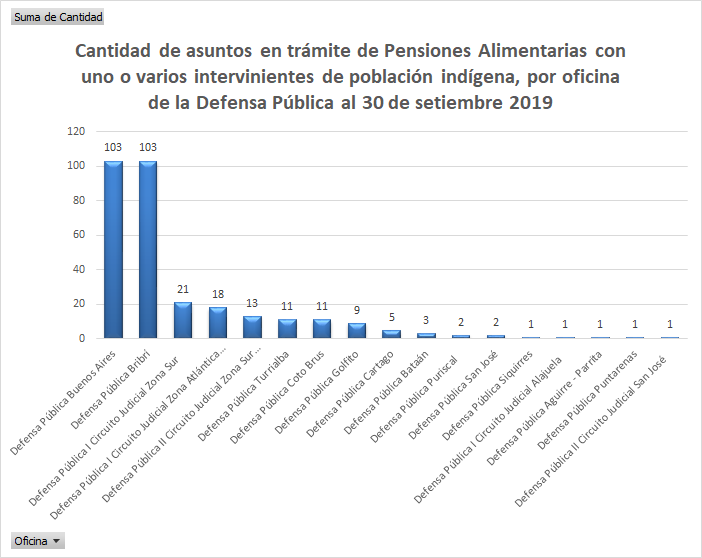 Suma de Cantidad
Cantidad de asuntos en trámite de Pensiones Alimentarias con
uno o varios intervinientes de población indígena, por oficina
de la Defensa Pública al 30 de setiembre 2019
120
100
80
60
40
20
0
103
103
21
18
13
11
11
9
5
3
2
2
1
1
1
1
1
Defensa Pública Buenos Aires
Defensa Pública Bribri
Defensa Pública I Circuito Judicial Zona Sur
Defensa Pública I Circuito Judicial Zona Atlántica...
Defensa Pública II Circuito Judicial Zona Sur...
Defensa Pública Turrialba
Defensa Pública Coto Brus
Defensa Pública Golfito
Defensa Pública Cartago
Defensa Pública Bataán
Defensa Pública Puriscal
Defensa Pública San José
Defensa Pública Siquirres
Defensa Pública I Circuito Judicial Alajuela
Defensa Pública Aguirre - Parrita
Defensa Pública Puntarenas
Defensa Pública II Circuito Judicial San José
Oficina